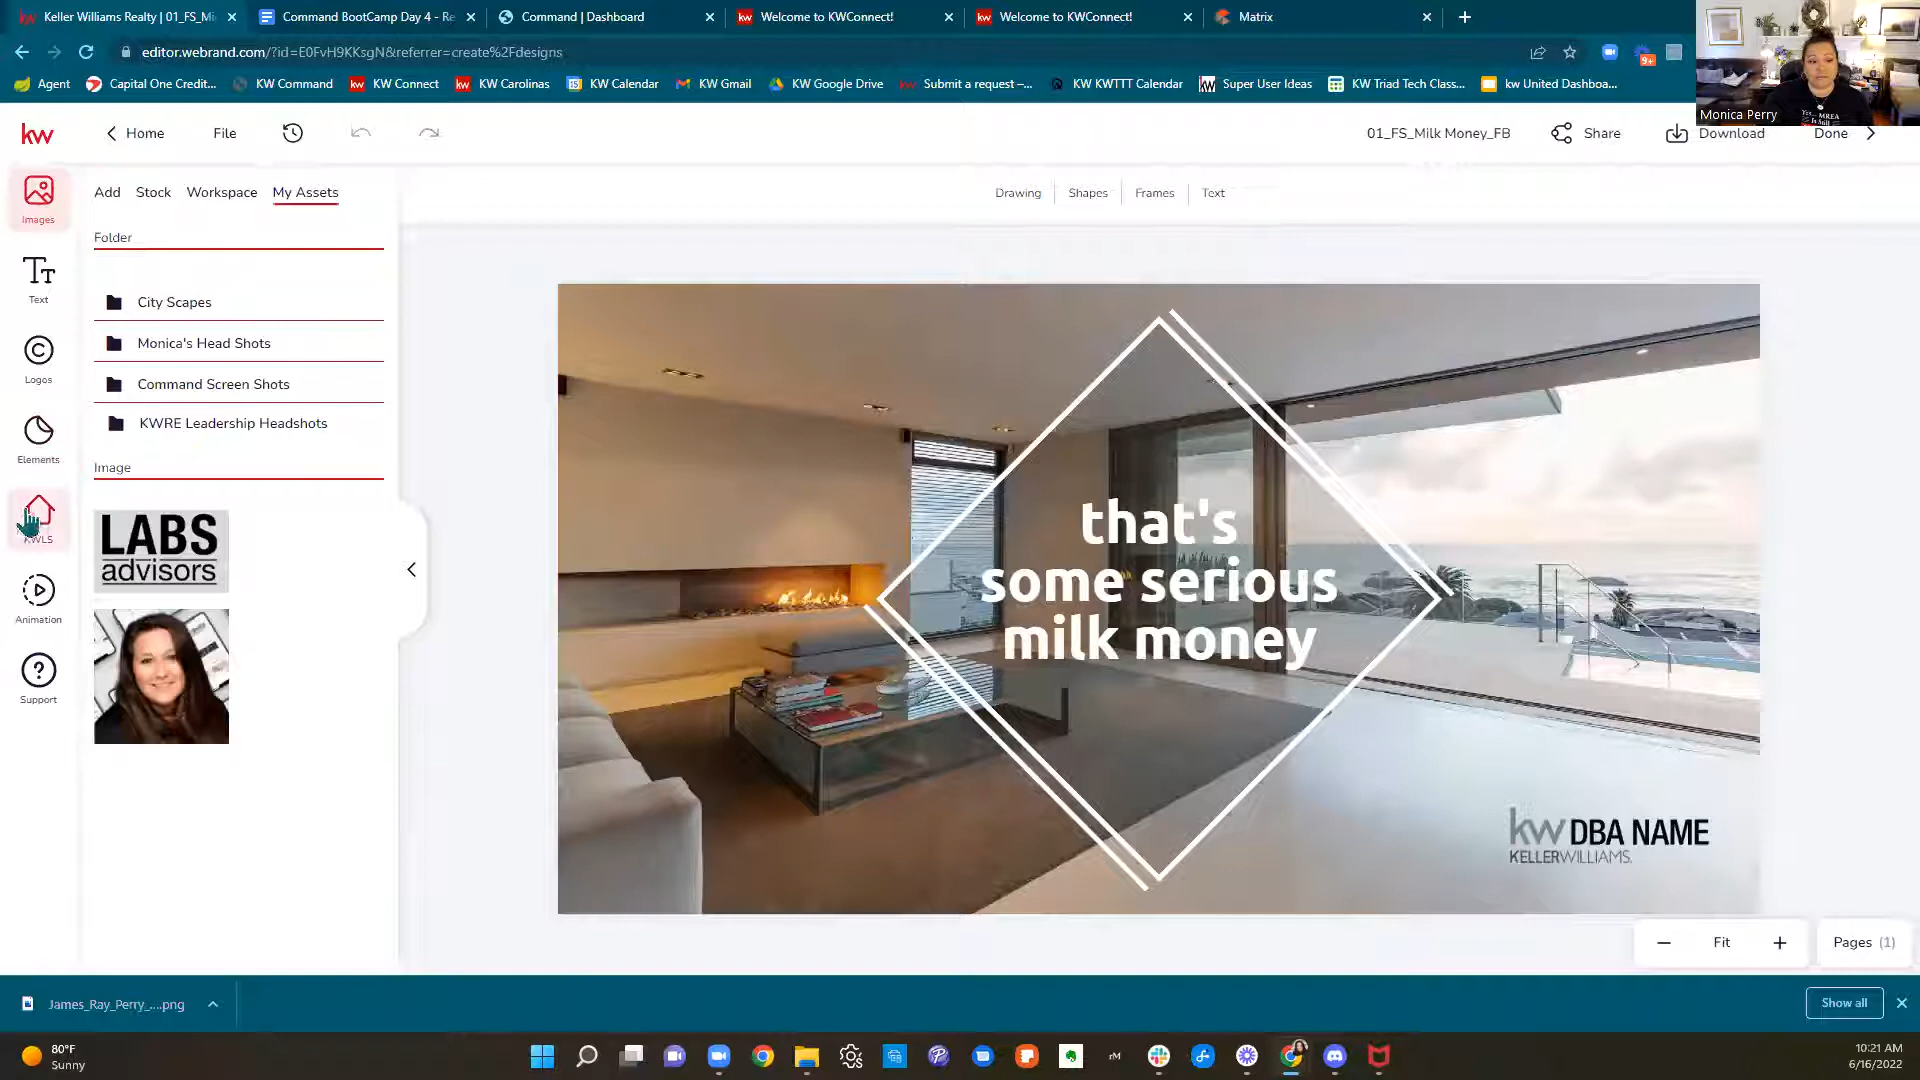 Keller Williams Realty | 01_FS_Mi
Command BootCamp Day 4 - Re
Command | Dashboard
Welcome to KWConnect!
Welcome to KWConnect!
Matrix
editor.webrand.com/?id=E0FvH9KKsgN&referrer=create%2Fdesigns
9+
Agent
Capital One Credit...
KW Command
KW Connect
KW Carolinas
KW Calendar
KW Gmail
KW Google Drive
Submit a request –...
KW KWTTT Calendar
Super User Ideas
KW Triad Tech Class...
kw United Dashboa...
Monica Perry
kw
Home
File
01_FS_Milk Money_FB
Share
Download
Done
Images
Text
Logos
Elements
KWLS
Animation
Support
Add
Stock
Workspace
My Assets
Folder
City Scapes
Monica's Head Shots
Command Screen Shots
KWRE Leadership Headshots
Image
LABS
advisors
Drawing
Shapes
Frames
Text
that's
some serious
milk money
kw DBA NAME
KELLERWILLIAMS.
Fit
Pages (1)
James_Ray_Perry_....png
Show all
80°F
Sunny
rM
10:21 AM
6/16/2022